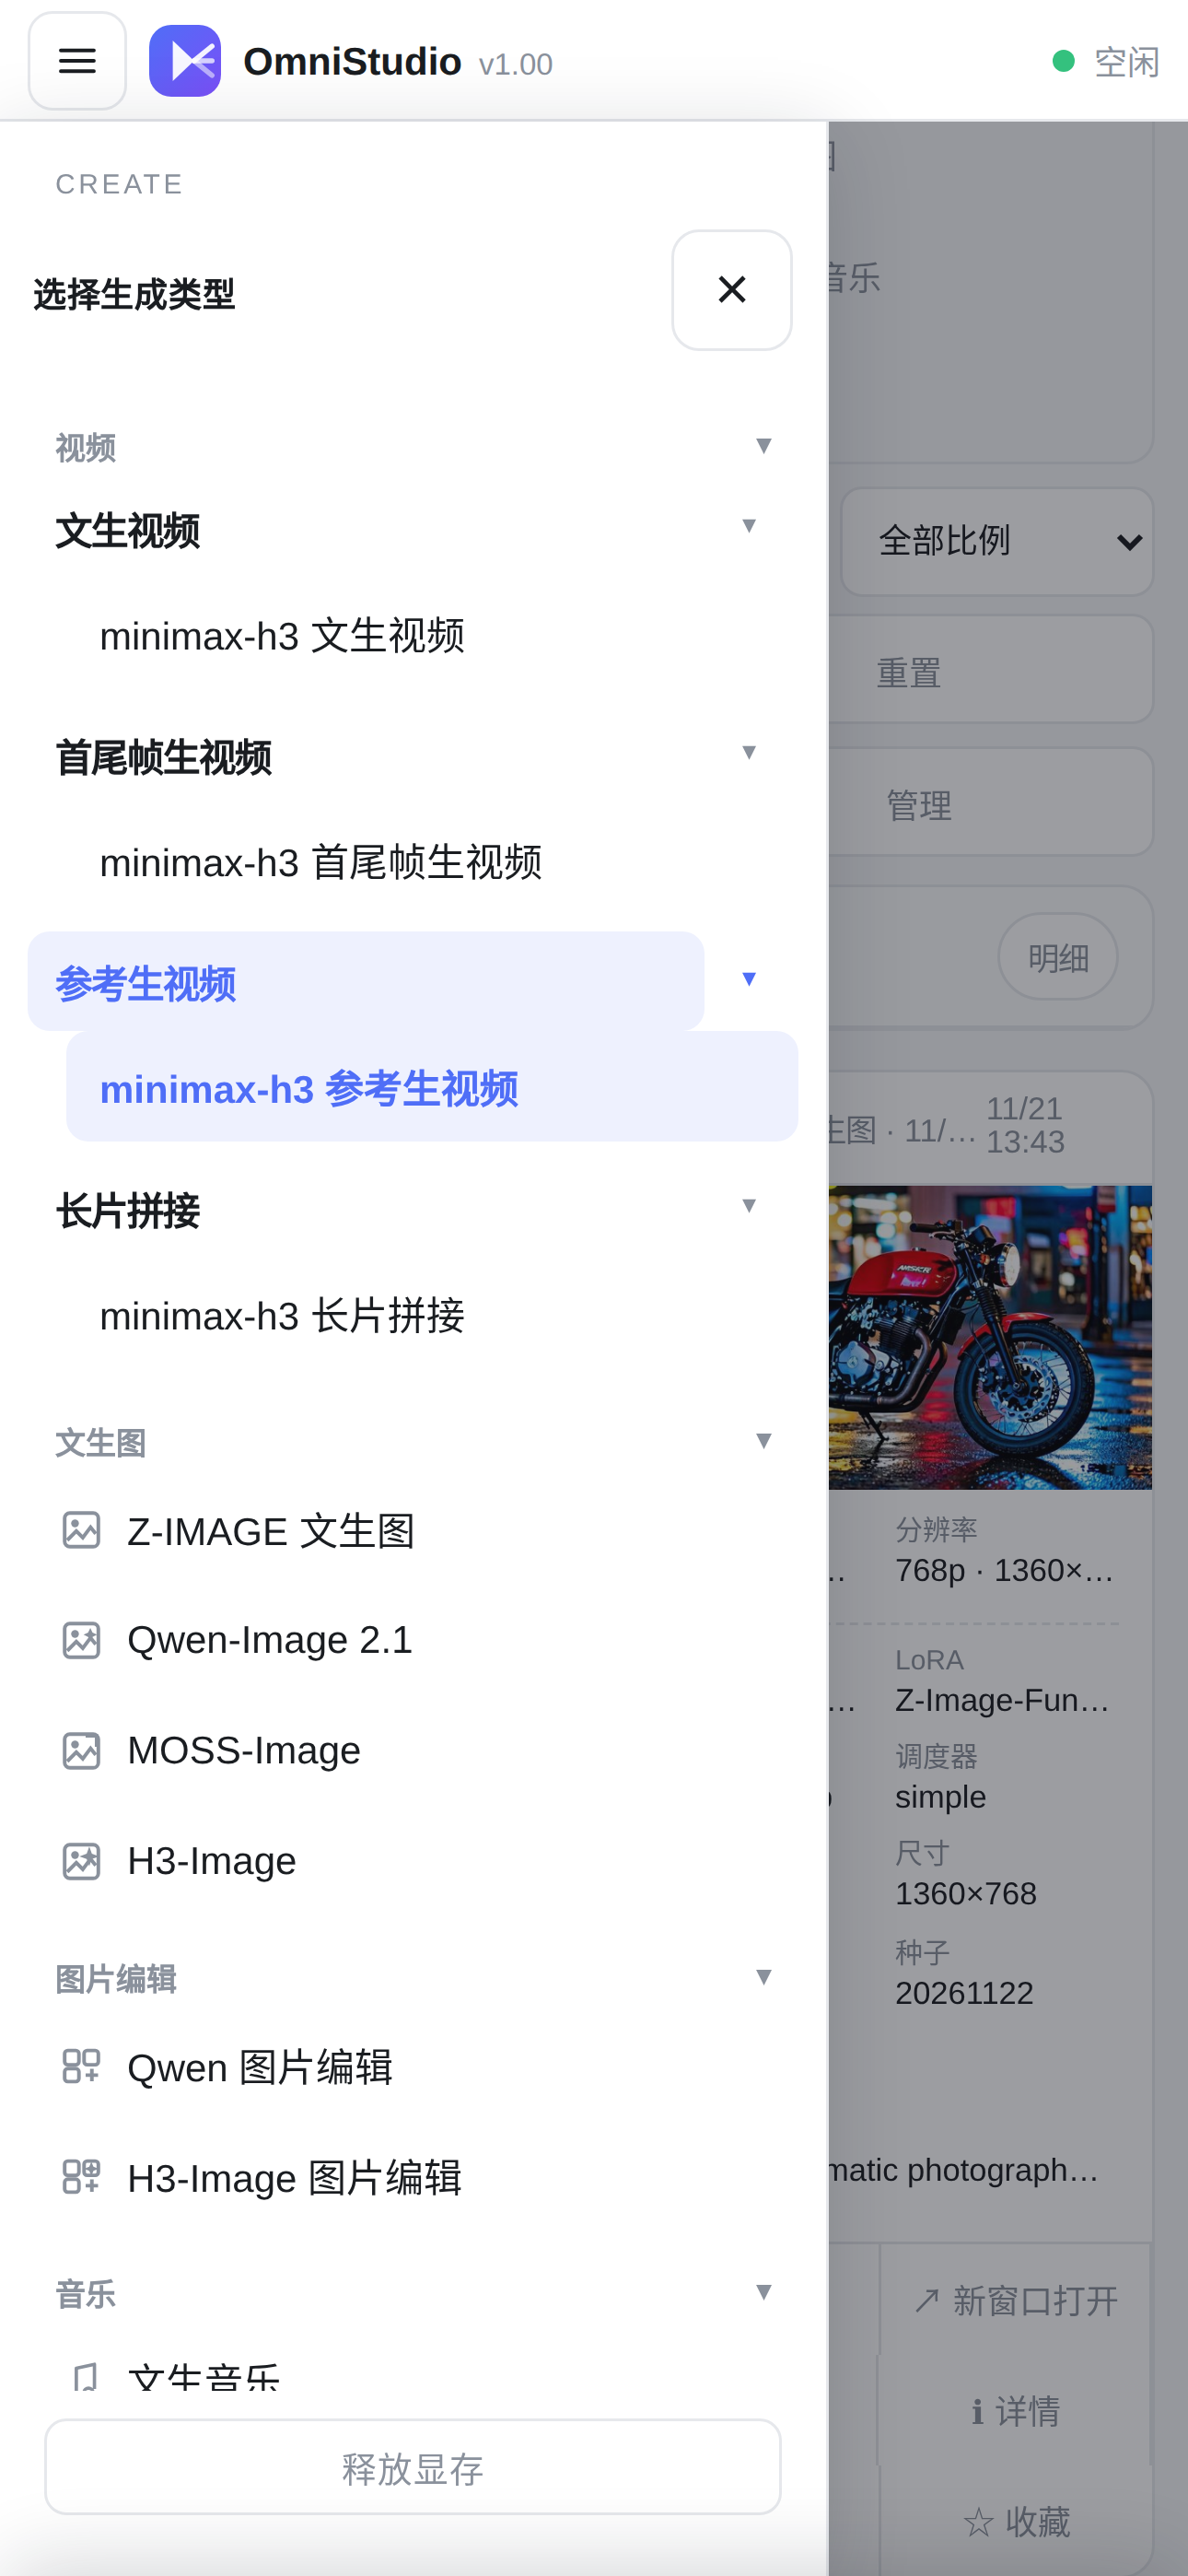 OmniStudio v1.00
空闲
CREATE
选择生成类型
视频
文生视频
minimax-h3 文生视频
首尾帧生视频
minimax-h3 首尾帧生视频
参考生视频
minimax-h3 参考生视频
长片拼接
minimax-h3 长片拼接
文生图
Z-IMAGE 文生图
Qwen-Image 2.1
MOSS-Image
H3-Image
图片编辑
Qwen 图片编辑
H3-Image 图片编辑
音乐
文生音乐
释放显存
音乐
全部比例
重置
管理
明细
生图 · 11/…
11/21
13:43
分辨率
768p · 1360×…
LoRA
Z-Image-Fun…
调度器
simple
尺寸
1360×768
种子
20261122
matic photograph…
↗ 新窗口打开
ℹ 详情
☆ 收藏